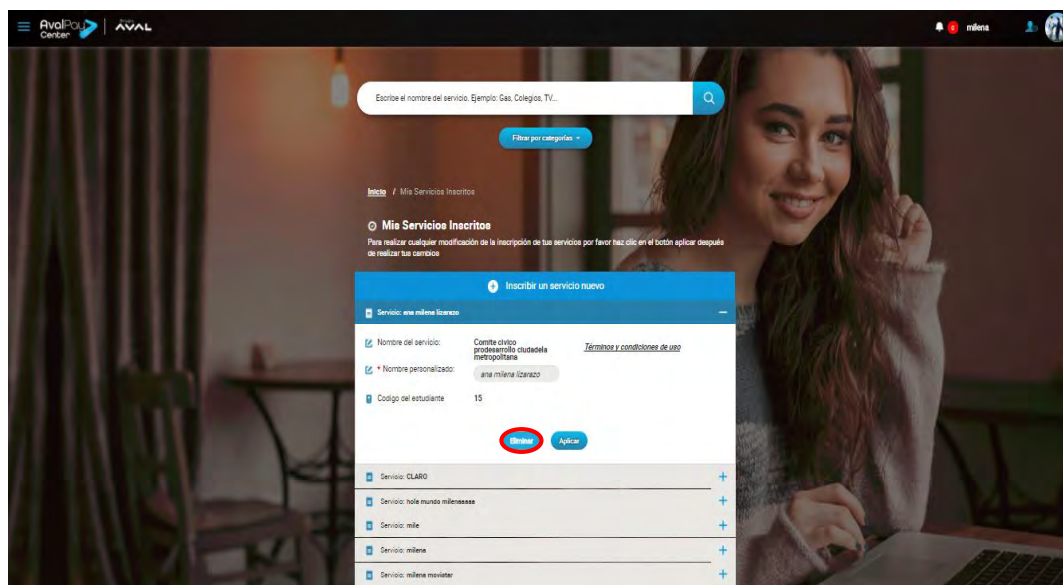 AvalPay Center
Grupo AVAL
milena
Escribe el nombre del servicio. Ejemplo: Gas, Colegios, TV...
Filtrar por categorías
Inicio / Mis Servicios Inscritos
Mis Servicios Inscritos
Para realizar cualquier modificación de la inscripción de tus servicios por favor haz clic en el botón aplicar después
de realizar tus cambios
Inscribir un servicio nuevo
Servicio: ana milena lizarazo
Nombre del servicio:
Comite civico
prodesarrollo ciudadela
metropolitana
Términos y condiciones de uso
* Nombre personalizado:
ana milena lizarazo
Codigo del estudiante
15
Eliminar
Aplicar
Servicio: CLARO
Servicio: hola mundo milenaaaaa
Servicio: mile
Servicio: milena
Servicio: milena movistar